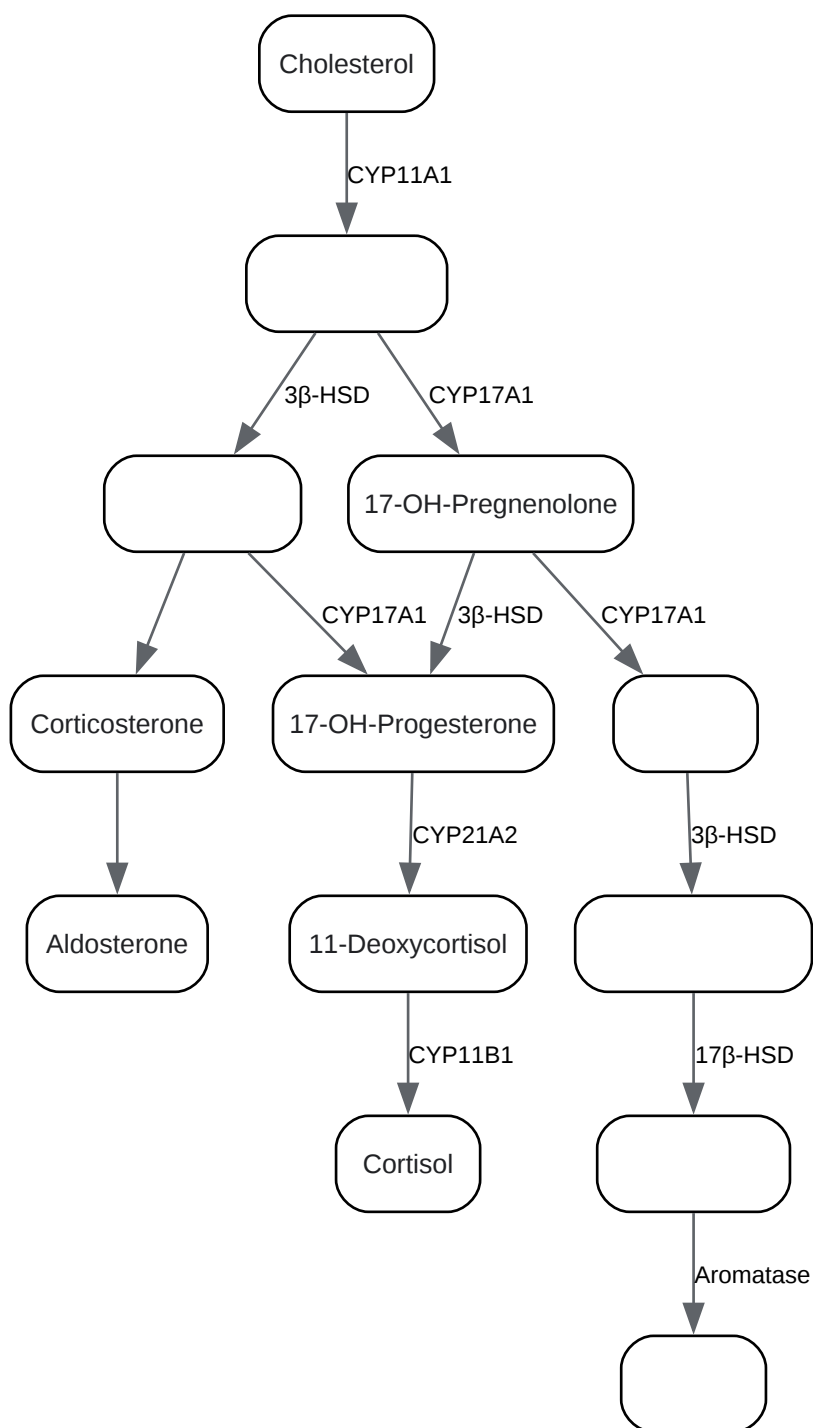 Cholesterol
CYP11A1
3β-HSD
CYP17A1
17-OH-Pregnenolone
CYP17A1
3β-HSD
CYP17A1
Corticosterone
17-OH-Progesterone
CYP21A2
3β-HSD
Aldosterone
11-Deoxycortisol
CYP11B1
17β-HSD
Cortisol
Aromatase